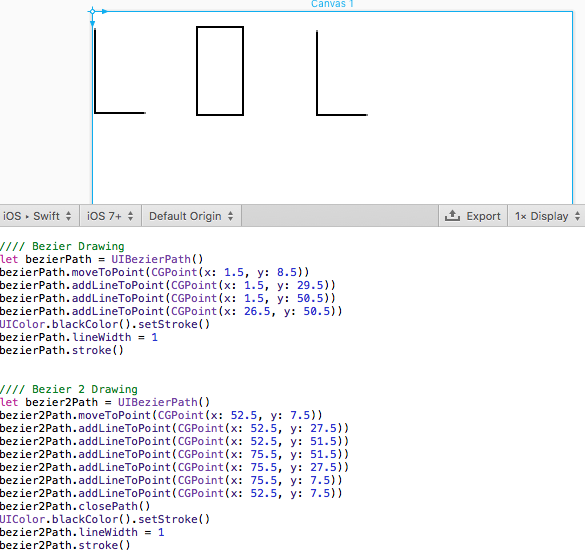 Canvas 1
L O L
iOS ▸ Swift
iOS 7+
Default Origin
Export
1× Display
//// Bezier Drawing
let bezierPath = UIBezierPath()
bezierPath.moveToPoint(CGPoint(x: 1.5, y: 8.5))
bezierPath.addLineToPoint(CGPoint(x: 1.5, y: 29.5))
bezierPath.addLineToPoint(CGPoint(x: 1.5, y: 50.5))
bezierPath.addLineToPoint(CGPoint(x: 26.5, y: 50.5))
UIColor.blackColor().setStroke()
bezierPath.lineWidth = 1
bezierPath.stroke()
//// Bezier 2 Drawing
let bezier2Path = UIBezierPath()
bezier2Path.moveToPoint(CGPoint(x: 52.5, y: 7.5))
bezier2Path.addLineToPoint(CGPoint(x: 52.5, y: 27.5))
bezier2Path.addLineToPoint(CGPoint(x: 52.5, y: 51.5))
bezier2Path.addLineToPoint(CGPoint(x: 75.5, y: 51.5))
bezier2Path.addLineToPoint(CGPoint(x: 75.5, y: 27.5))
bezier2Path.addLineToPoint(CGPoint(x: 75.5, y: 7.5))
bezier2Path.addLineToPoint(CGPoint(x: 52.5, y: 7.5))
bezier2Path.closePath()
UIColor.blackColor().setStroke()
bezier2Path.lineWidth = 1
bezier2Path.stroke()